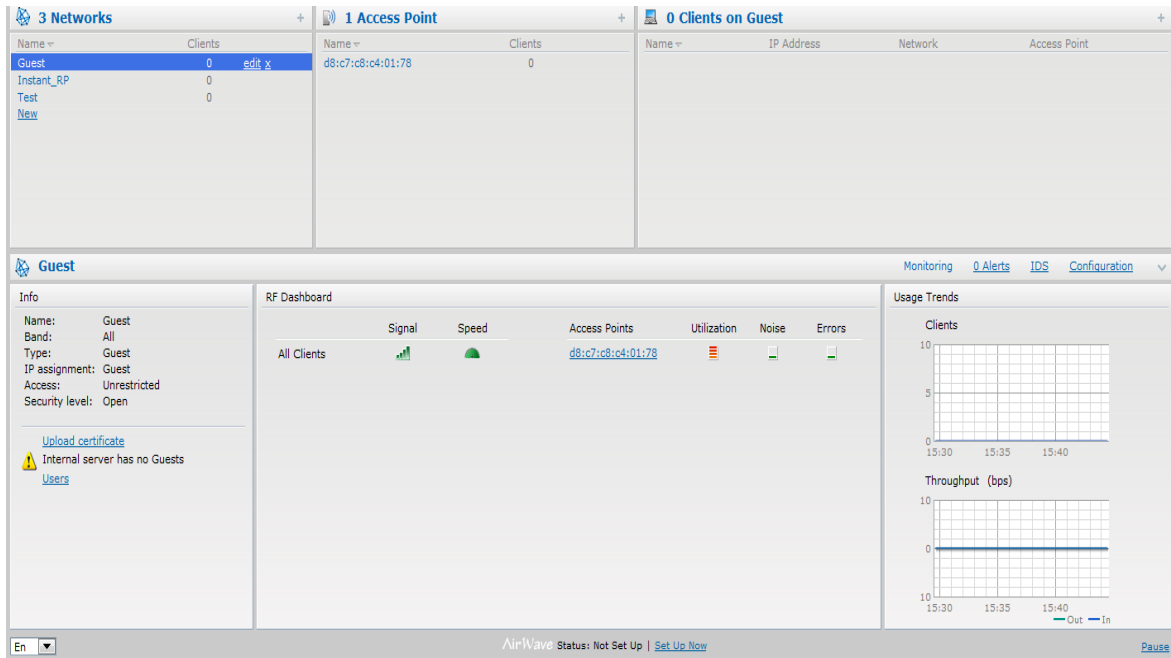 3 Networks +
Name Clients
Guest 0 edit x
Instant_RP 0
Test 0
New
1 Access Point +
Name Clients
d8:c7:c8:c4:01:78 0
0 Clients on Guest +
Name IP Address Network Access Point
Guest
Monitoring 0 Alerts IDS Configuration
Info
Name: Guest
Band: All
Type: Guest
IP assignment: Guest
Access: Unrestricted
Security level: Open
Upload certificate
Internal server has no Guests
Users
RF Dashboard
Signal Speed Access Points Utilization Noise Errors
All Clients d8:c7:c8:c4:01:78
Usage Trends
Clients
10
5
0
15:30 15:35 15:40
Throughput (bps)
10
0
10
15:30 15:35 15:40
Out In
En
AirWave Status: Not Set Up | Set Up Now
Pause